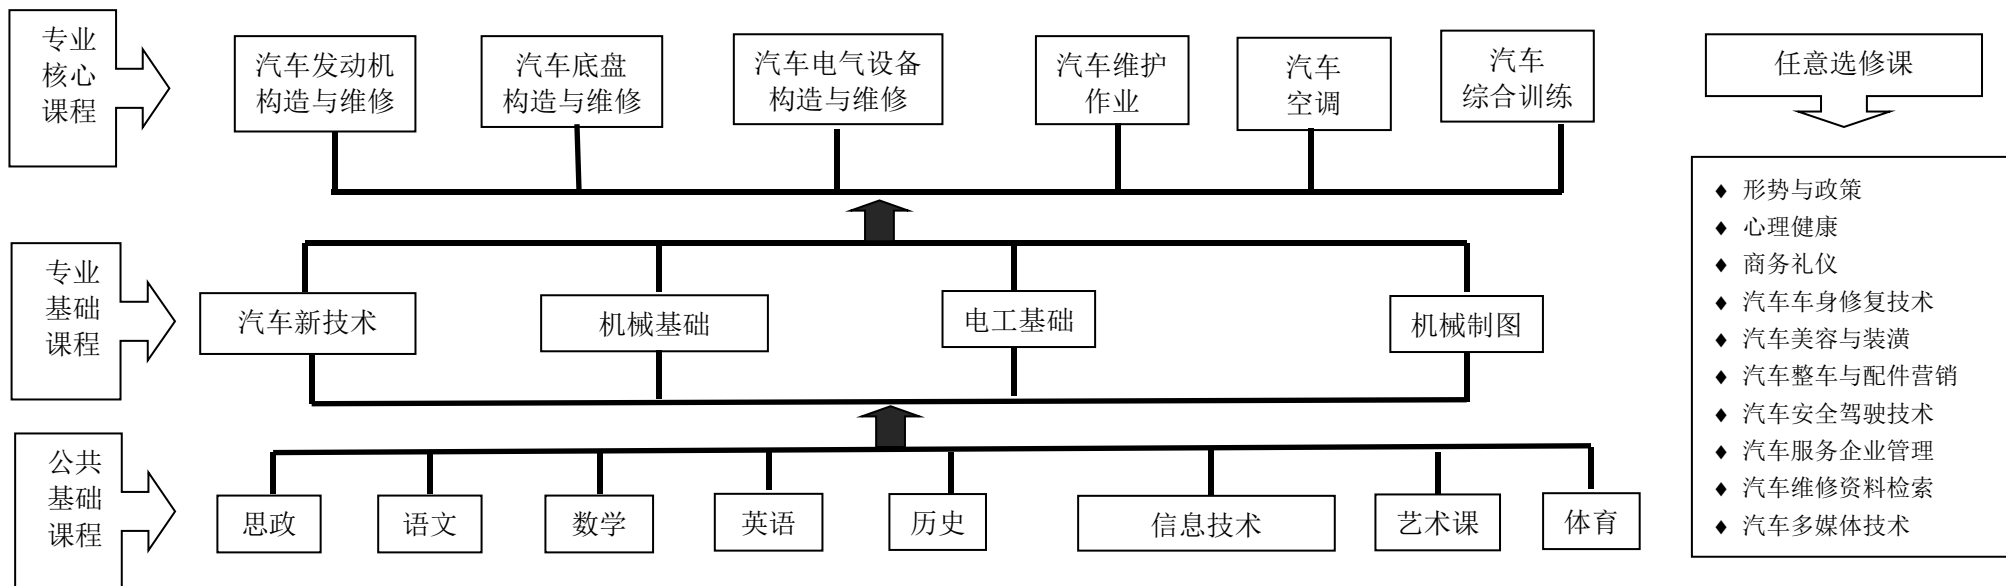 专业
核心
课程
汽车发动机
构造与维修
汽车底盘
构造与维修
汽车电气设备
构造与维修
汽车维护
作业
汽车
空调
汽车
综合训练
专业
基础
课程
汽车新技术
机械基础
电工基础
机械制图
公共
基础
课程
思政
语文
数学
英语
历史
信息技术
艺术课
体育
任意选修课
♦ 形势与政策
♦ 心理健康
♦ 商务礼仪
♦ 汽车车身修复技术
♦ 汽车美容与装潢
♦ 汽车整车与配件营销
♦ 汽车安全驾驶技术
♦ 汽车服务企业管理
♦ 汽车维修资料检索
♦ 汽车多媒体技术